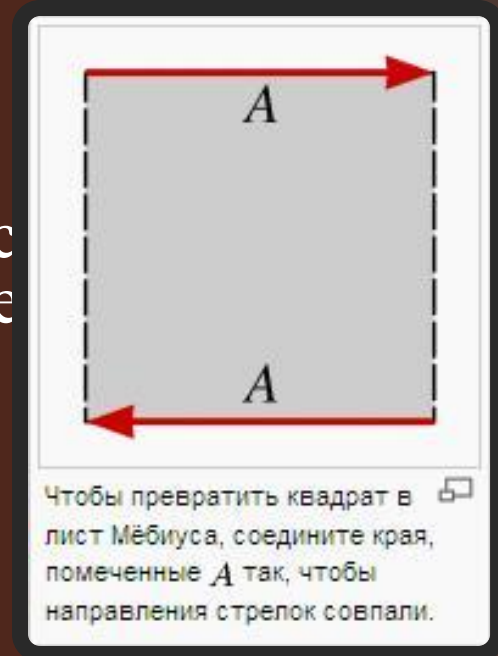 A
A
Чтобы превратить квадрат в
лист Мёбиуса, соедините края,
помеченные A так, чтобы
направления стрелок совпали.